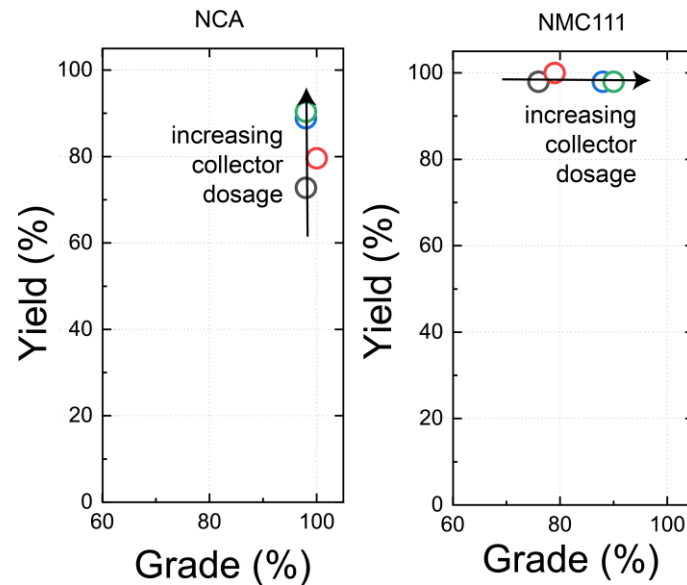 NCA
100
80
60
40
20
0
Yield (%)
increasing
collector
dosage
60
80
100
Grade (%)
NMC111
100
80
60
40
20
0
Yield (%)
increasing
collector
dosage
60
80
100
Grade (%)